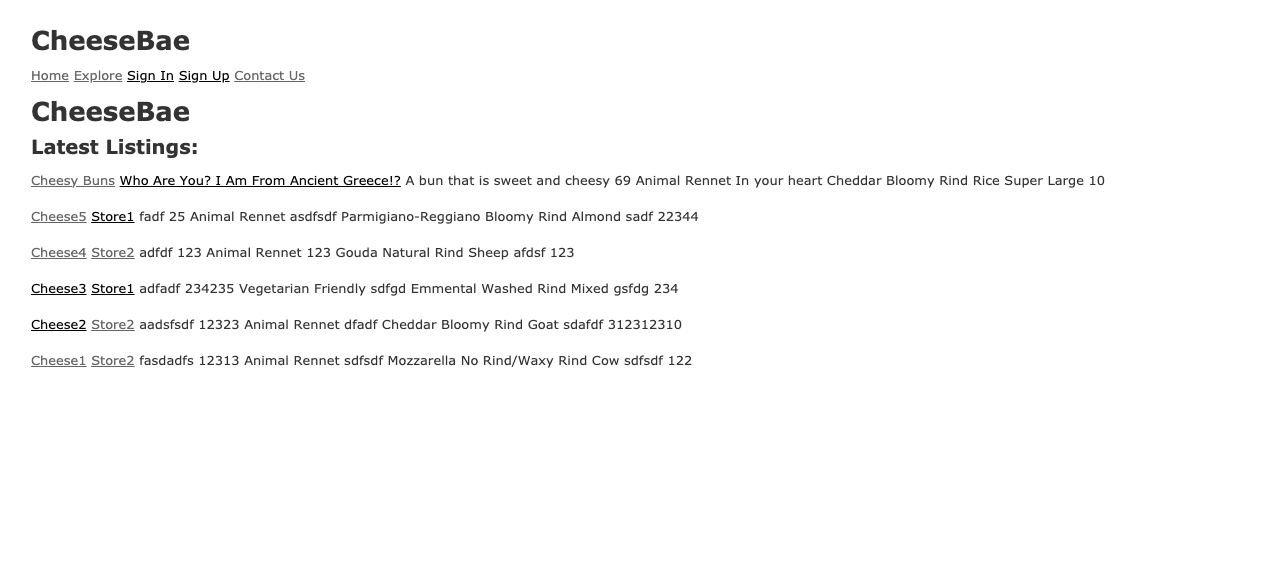 CheeseBae
Home Explore Sign In Sign Up Contact Us
CheeseBae
Latest Listings:
Cheesy Buns Who Are You? I Am From Ancient Greece!? A bun that is sweet and cheesy 69 Animal Rennet In your heart Cheddar Bloomy Rind Rice Super Large 10
Cheese5 Store1 fadf 25 Animal Rennet asdfsdf Parmigiano-Reggiano Bloomy Rind Almond sadf 22344
Cheese4 Store2 adfdf 123 Animal Rennet 123 Gouda Natural Rind Sheep afdsf 123
Cheese3 Store1 adfadf 234235 Vegetarian Friendly sdfgd Emmental Washed Rind Mixed gsfdg 234
Cheese2 Store2 aadsfsdf 12323 Animal Rennet dfadf Cheddar Bloomy Rind Goat sdafdf 312312310
Cheese1 Store2 fasdadfs 12313 Animal Rennet sdfsdf Mozzarella No Rind/Waxy Rind Cow sdfsdf 122